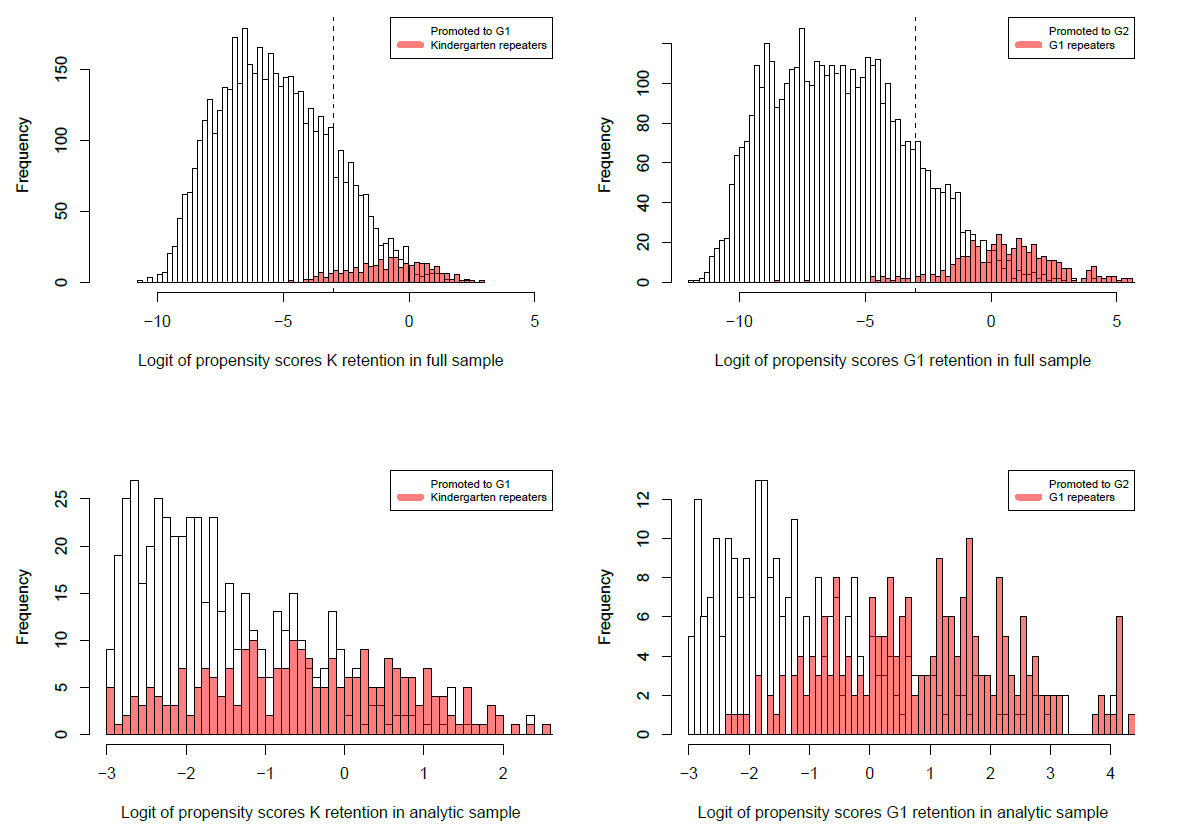 Promoted to G1
Kindergarten repeaters
Frequency
0
50
100
150
−10
−5
0
5
Logit of propensity scores K retention in full sample
Promoted to G2
G1 repeaters
Frequency
0
20
40
60
80
100
−10
−5
0
5
Logit of propensity scores G1 retention in full sample
Promoted to G1
Kindergarten repeaters
Frequency
0
5
10
15
20
25
−3
−2
−1
0
1
2
Logit of propensity scores K retention in analytic sample
Promoted to G2
G1 repeaters
Frequency
0
2
4
6
8
10
12
−3
−2
−1
0
1
2
3
4
Logit of propensity scores G1 retention in analytic sample